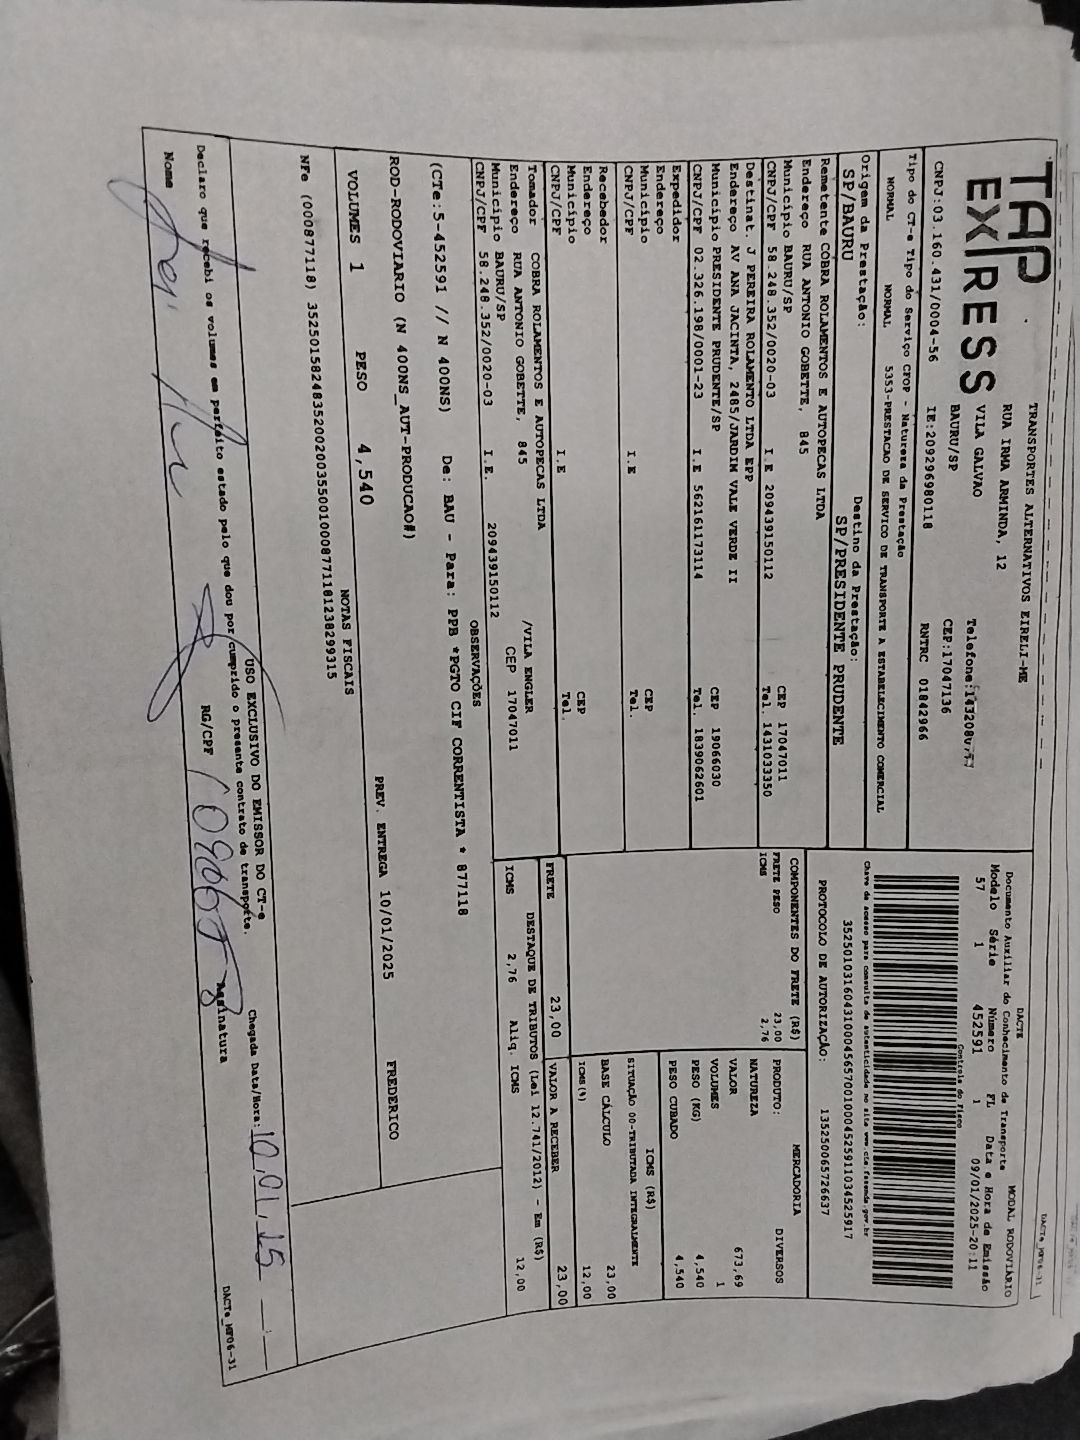 TAP
EXPRESS
TRANSPORTES ALTERNATIVOS EIRELI-ME
RUA IRMA ARMINDA, 12
VILA GALVAO
BAURU/SP CEP:17047136
CNPJ:03.160.431/0004-56 IE:209296980118 RNTRC 01842966
Tipo do CT-e Tipo do Serviço CFOP - Natureza da Prestação
NORMAL NORMAL 5353-PRESTACAO DE SERVICO DE TRANSPORTE A ESTABELECIMENTO COMERCIAL
Origem da Prestação: Destino da Prestação:
SP/BAURU SP/PRESIDENTE PRUDENTE
DACTE MODAL RODOVIÁRIO
Documento Auxiliar do Conhecimento de Transporte
Modelo Série Número FL Data e Hora de Emissão
57 1 452591 1 09/01/2025-20:11
Controle do Fisco
Chave de acesso para consulta de autenticidade no site www.cte.fazenda.gov.br
35250103160431000456570010004525911034525917
PROTOCOLO DE AUTORIZAÇÃO: 135250065726637
Remetente COBRA ROLAMENTOS E AUTOPECAS LTDA
Endereço RUA ANTONIO GOBETTE, 845
Município BAURU/SP CEP 17047011
CNPJ/CPF 58.248.352/0020-03 I.E 209439150112 Tel. 1431033350
Destinat. J PEREIRA ROLAMENTO LTDA EPP
Endereço AV ANA JACINTA, 2485/JARDIM VALE VERDE II
Município PRESIDENTE PRUDENTE/SP CEP 19066030
CNPJ/CPF 02.326.198/0001-23 I.E 562161173114 Tel. 1839062601
Expedidor
Endereço
Município CEP
CNPJ/CPF I.E Tel.
Recebedor
Endereço
Município CEP
CNPJ/CPF I.E Tel.
Tomador COBRA ROLAMENTOS E AUTOPECAS LTDA
Endereço RUA ANTONIO GOBETTE, 845 /VILA ENGLER
Município BAURU/SP CEP 17047011
CNPJ/CPF 58.248.352/0020-03 I.E. 209439150112
COMPONENTES DO FRETE (R$)
FRETE PESO 23,00
ICMS 2,76
MERCADORIA
PRODUTO: DIVERSOS
NATUREZA
VALOR 673,69
VOLUMES 1
PESO (KG) 4,540
PESO CUBADO 4,540
ICMS (R$)
SITUAÇÃO 00-TRIBUTADA INTEGRALMENTE
BASE CÁLCULO 23,00
ICMS(%) 12,00
FRETE 23,00 VALOR A RECEBER 23,00
DESTAQUE DE TRIBUTOS (Lei 12.741/2012) - Em (R$)
ICMS 2,76 Aliq. ICMS 12,00
OBSERVAÇÕES
(CTe:5-452591 // N 400NS) De: BAU - Para: PPB *PGTO CIF CORRENTISTA * 877118
ROD-RODOVIARIO (N 400NS_AUT-PRODUCAO#) PREV. ENTREGA 10/01/2025 FREDERICO
VOLUMES 1 PESO 4,540
NOTAS FISCAIS
NFe (000877118)
USO EXCLUSIVO DO EMISSOR DO CT-e
Declaro que recebi os volumes em perfeito estado pelo que dou por cumprido o presente contrato de transporte.
Chegada Data/Hora:
Nome RG/CPF Assinatura
DACTe_MF06-31